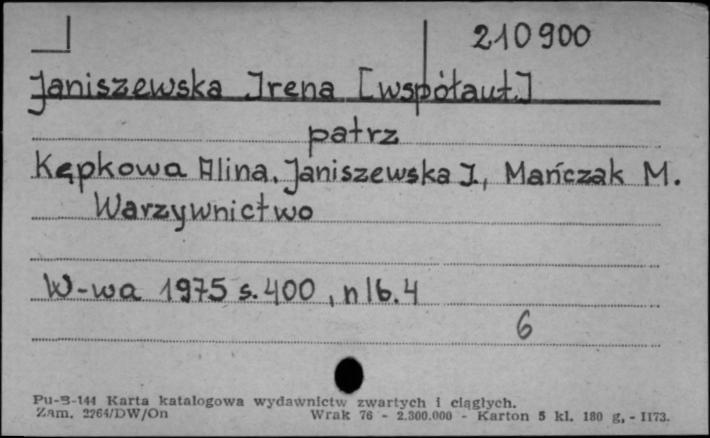 210900
Janiszewska Irena [współaut.]
patrz
Kępkowa Alina, Janiszewska I., Mańczak M.
Warzywnictwo
W-wa 1975 s. 400, nlb. 4
6
Pu-B-144 Karta katalogowa wydawnictw zwartych i ciągłych.
Zam. 2264/DW/On Wrak 76 - 2.300.000 - Karton 5 kl. 180 g. - 1173.